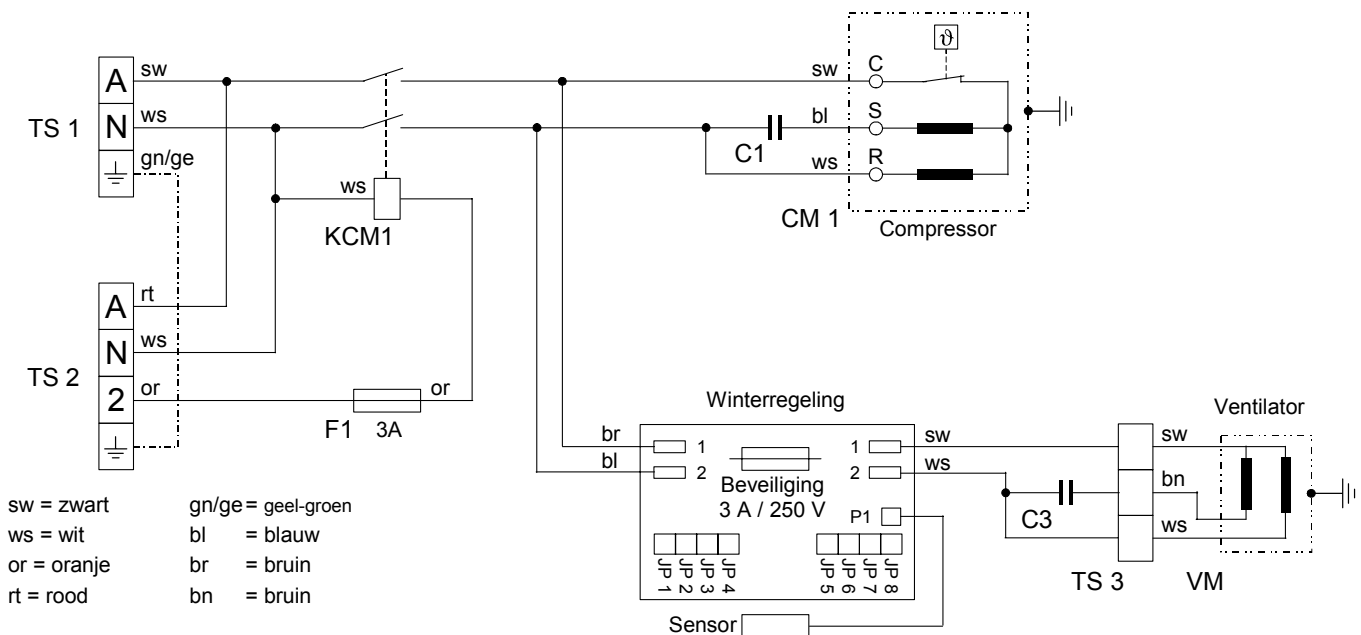 ϑ
A sw
sw C
TS 1
N ws
bl S
C1
gn/ge
ws R
ws
KCM1
CM 1
Compressor
A rt
N ws
TS 2
2 or
or
F1 3A
Winterregeling
Ventilator
br 1
1 sw
sw
bl 2
2 ws
Beveiliging
3 A / 250 V
bn
P1
C3
ws
JP 1
JP 2
JP 3
JP 4
JP 5
JP 6
JP 7
JP 8
TS 3
VM
Sensor
sw = zwart gn/ge = geel-groen
ws = wit bl = blauw
or = oranje br = bruin
rt = rood bn = bruin